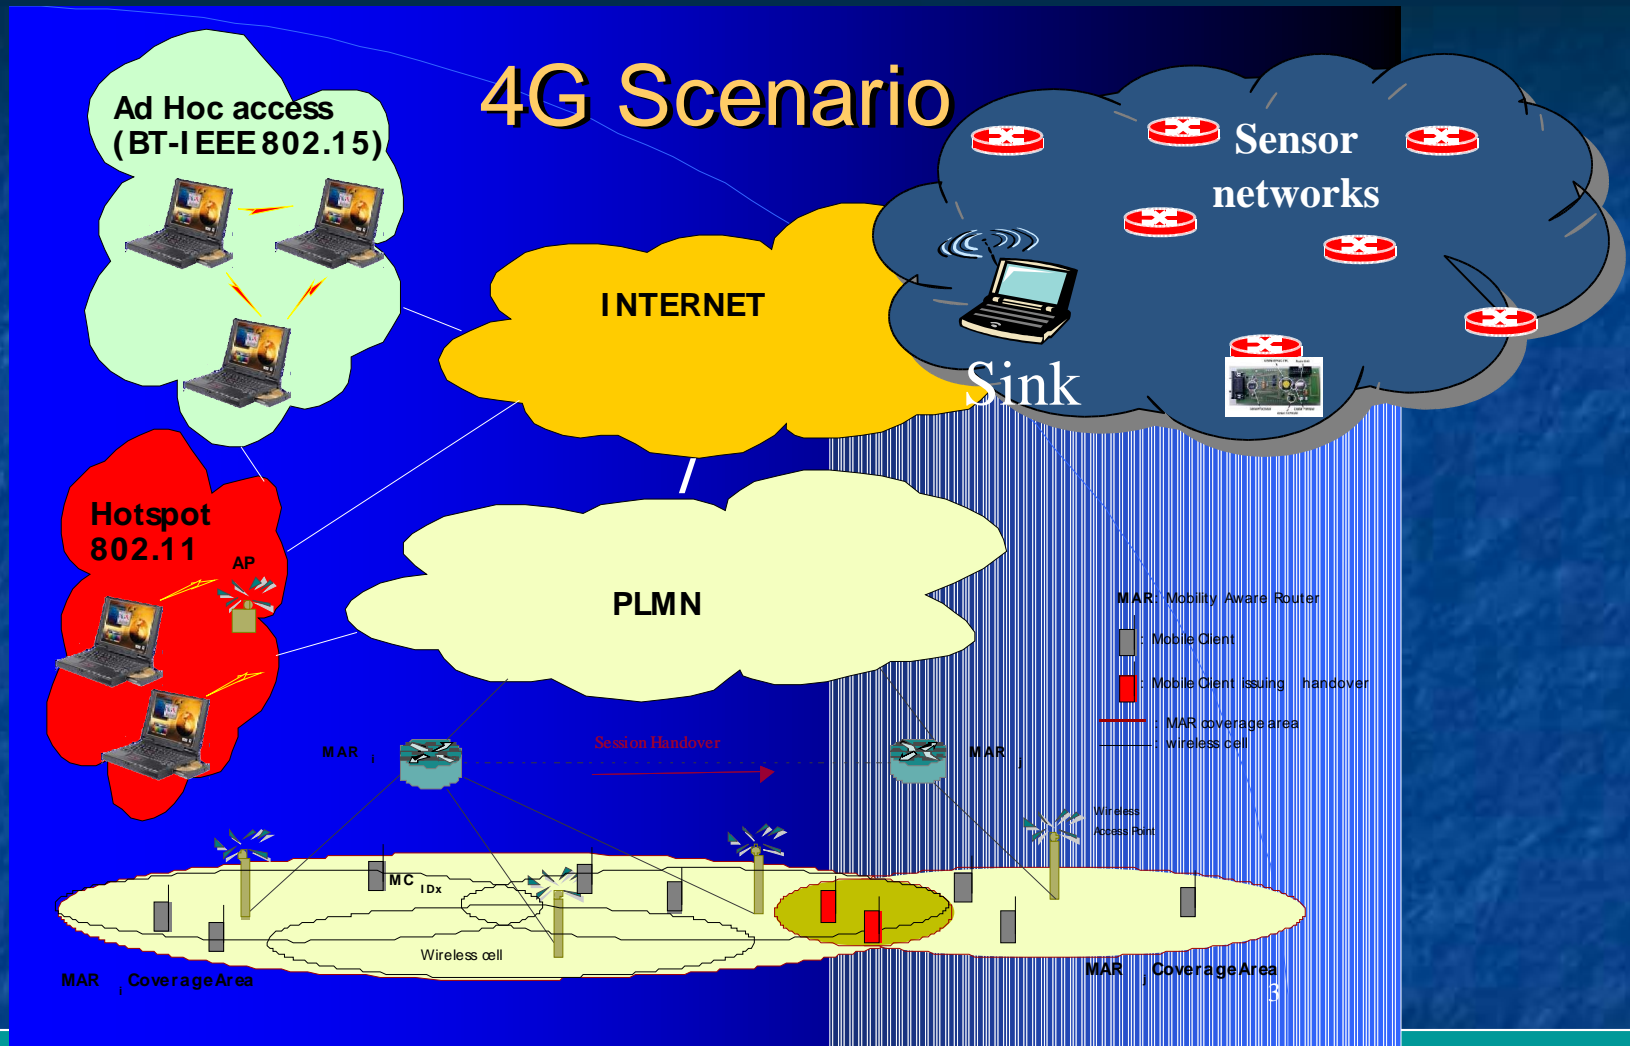 4G Scenario
Ad Hoc access
(BT-IEEE 802.15)
Sensor
networks
INTERNET
Sink
Hotspot
802.11
AP
PLMN
MAR: Mobility Aware Router
: Mobile Client
: Mobile Client issuing handover
: MAR coverage area
: wireless cell
MAR i
Session Handover
MAR j
Wireless
Access Point
MC IDx
Wireless cell
MAR i Coverage Area
MAR j Coverage Area
3